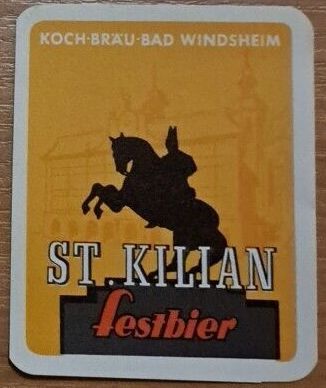 KOCH-BRÄU-BAD WINDSHEIM
ST. KILIAN
festbier